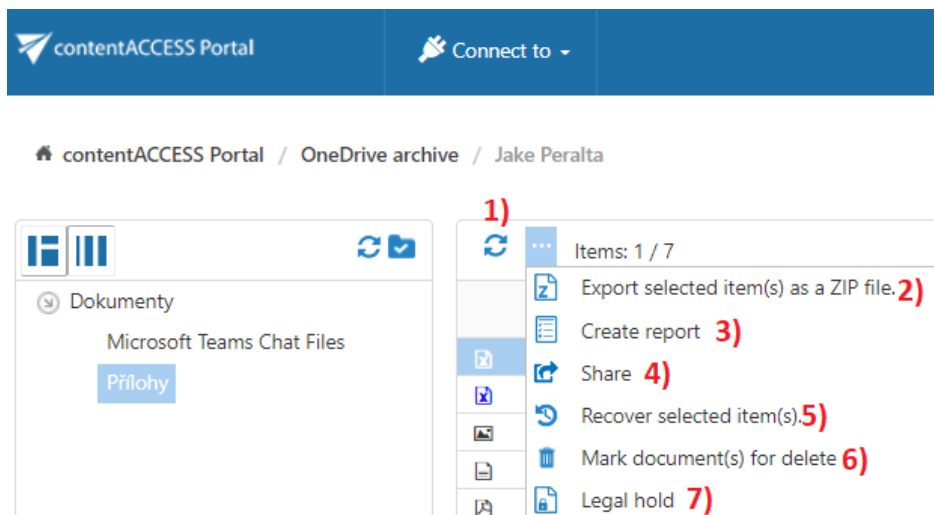 contentACCESS Portal
Connect to
contentACCESS Portal / OneDrive archive / Jake Peralta
1)
Items: 1 / 7
Dokumenty
Microsoft Teams Chat Files
Přílohy
Export selected item(s) as a ZIP file. 2)
Create report 3)
Share 4)
Recover selected item(s). 5)
Mark document(s) for delete 6)
Legal hold 7)